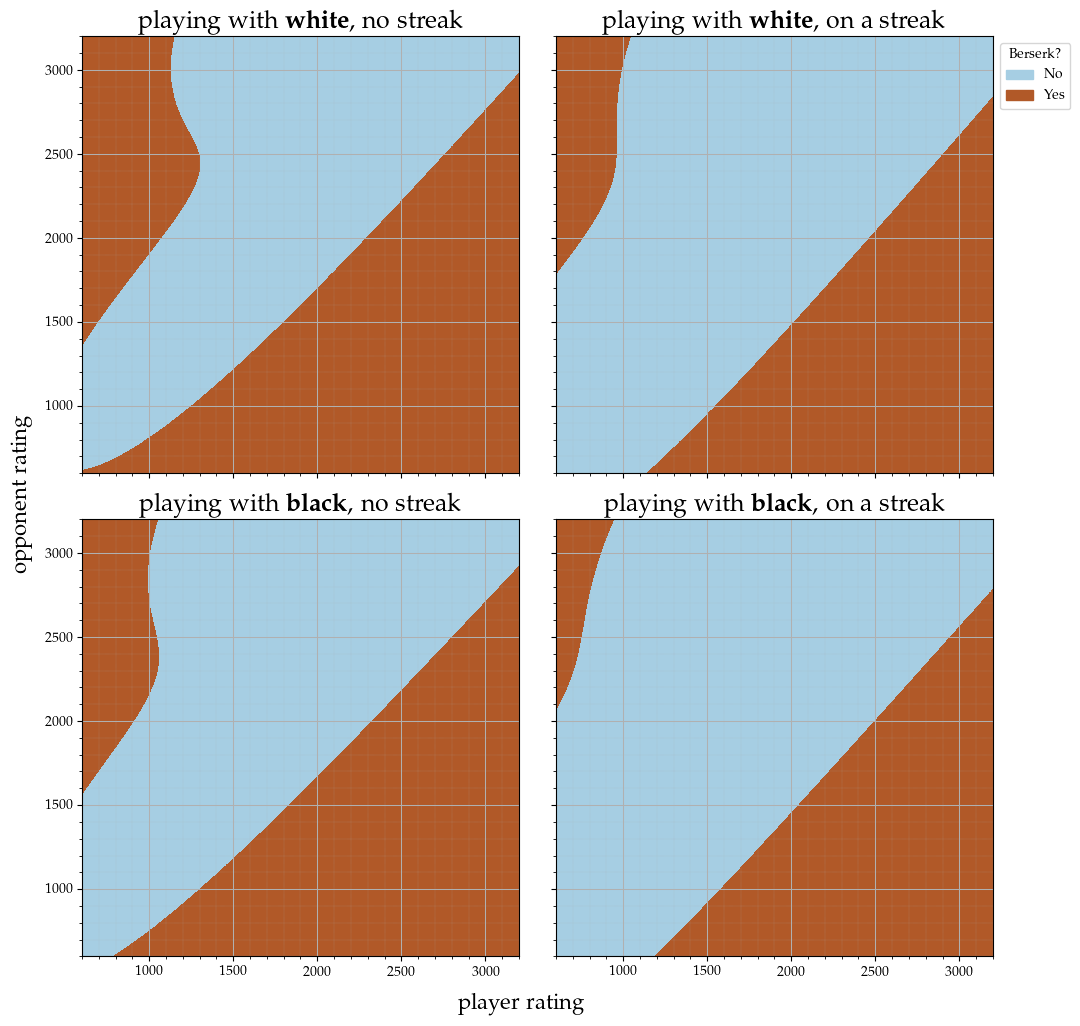 playing with white, no streak
playing with white, on a streak
Berserk?
No
Yes
3000
2500
2000
1500
1000
playing with black, no streak
playing with black, on a streak
opponent rating
3000
2500
2000
1500
1000
1000 1500 2000 2500 3000
1000 1500 2000 2500 3000
player rating